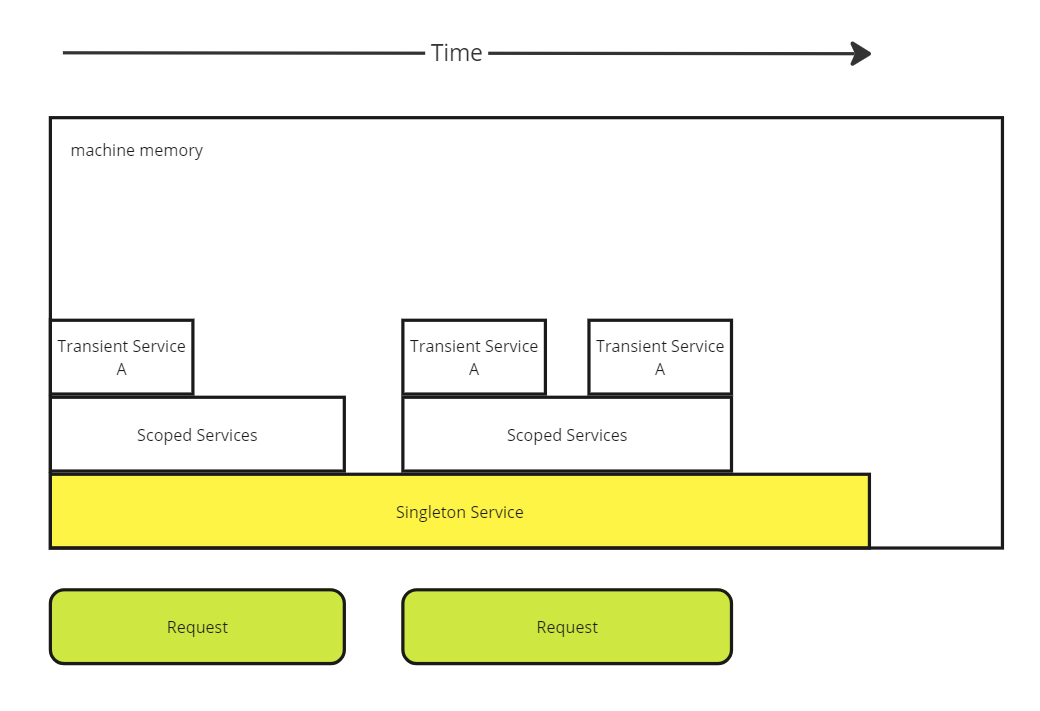 Time
machine memory
Transient Service
A
Transient Service
A
Transient Service
A
Scoped Services
Scoped Services
Singleton Service
Request
Request